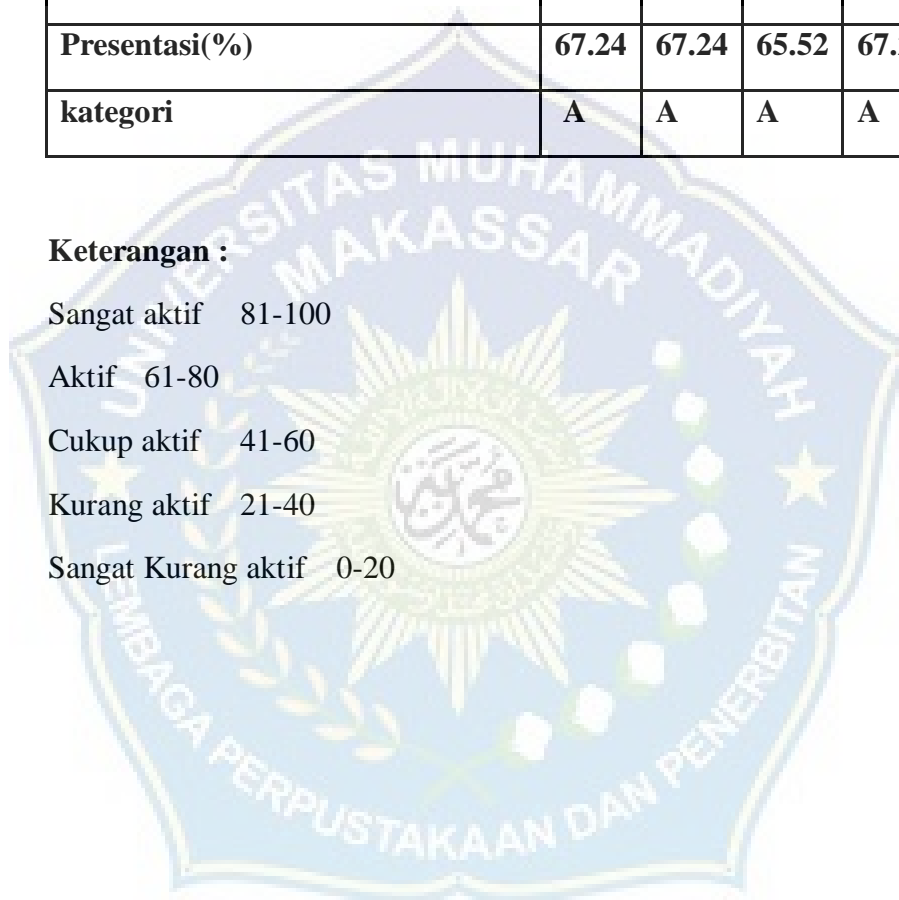 Presentasi(%) 67.24 67.24 65.52
kategori A A A A
UNIVERSITAS MUHAMMADIYAH
MAKASSAR
Keterangan :
Sangat aktif 81-100
Aktif 61-80
Cukup aktif 41-60
Kurang aktif 21-40
Sangat Kurang aktif 0-20
LEMBAGA PERPUSTAKAAN DAN PENERBITAN